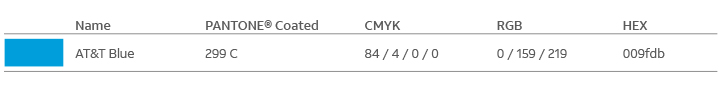 Name PANTONE® Coated CMYK RGB HEX
AT&T Blue 299 C 84 / 4 / 0 / 0 0 / 159 / 219 009fdb